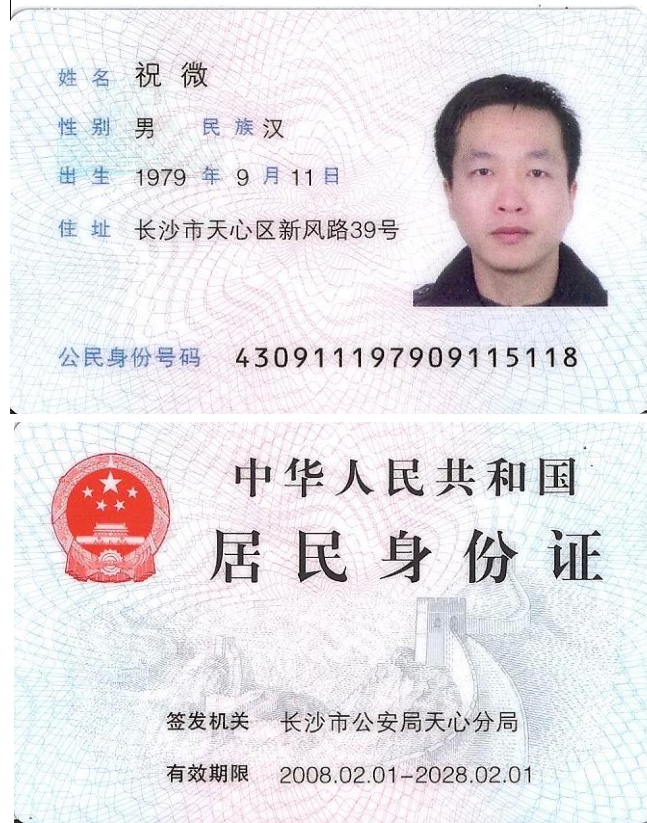 姓名 祝微
性别 男 民族 汉
出生 1979 年 9 月 11 日
住址 长沙市天心区新风路39号
公民身份号码 430911197909115118
中华人民共和国
居民身份证
签发机关 长沙市公安局天心分局
有效期限 2008.02.01-2028.02.01